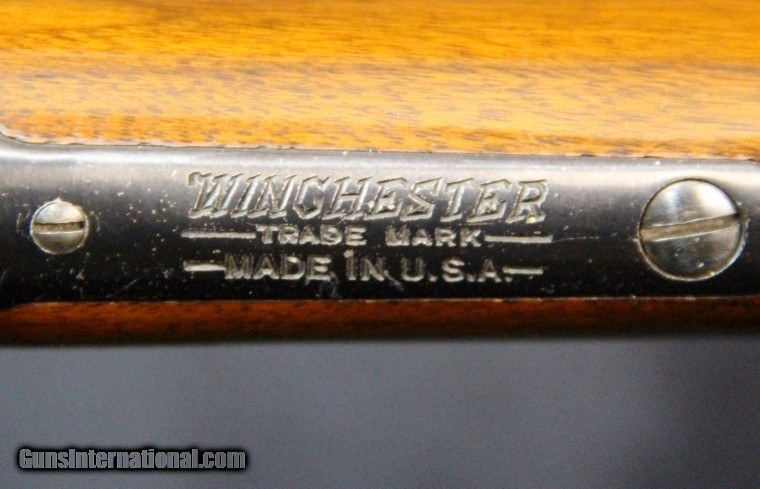 WINCHESTER
TRADE MARK
MADE IN U.S.A.
GunsInternational.com